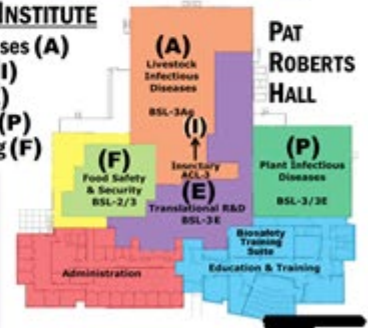 INSTITUTE
ses (A)
I)
)
(P)
g (F)
PAT
ROBERTS
HALL
(A)
Livestock
Infectious
Diseases
BSL-3Ag
(I)
Insectary
ACL-3
(F)
Food Safety
& Security
BSL-2/3
(E)
Translational R&D
BSL-3E
(P)
Plant Infectious
Diseases
BSL-3/3E
Biosafety
Training
Suite
Education & Training
Administration